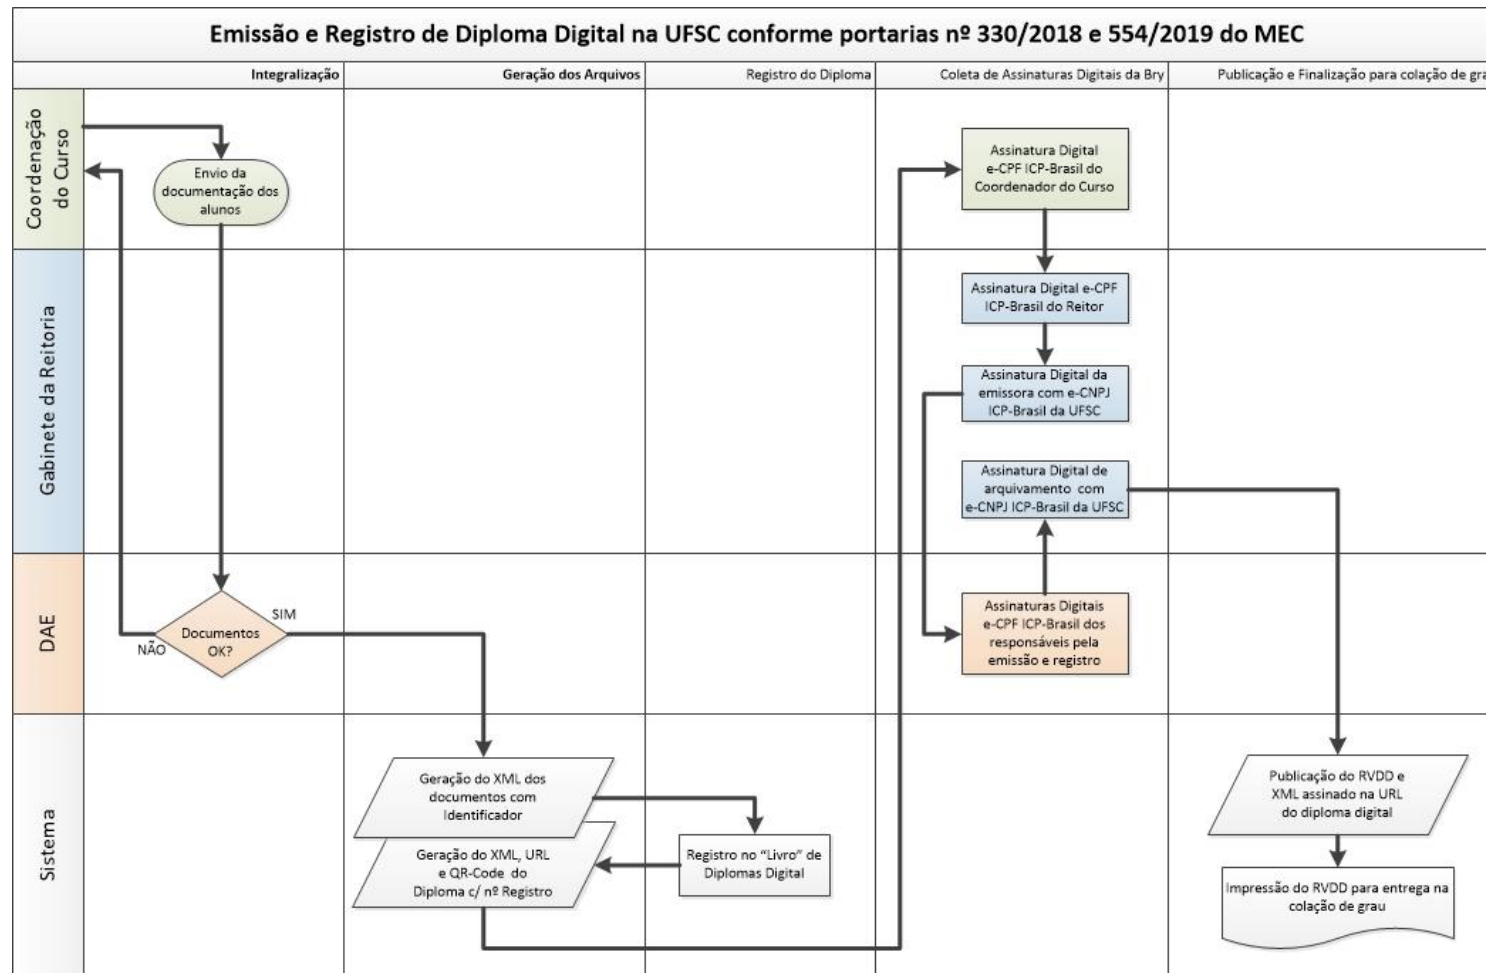 Emissão e Registro de Diploma Digital na UFSC conforme portarias nº 330/2018 e 554/2019 do MEC
Integralização
Geração dos Arquivos
Registro do Diploma
Coleta de Assinaturas Digitais da Bry
Publicação e Finalização para colação de gra
Coordenação
do Curso
Envio da
documentação dos
alunos
Assinatura Digital
e-CPF ICP-Brasil do
Coordenador do Curso
Gabinete da Reitoria
Assinatura Digital e-CPF
ICP-Brasil do Reitor
Assinatura Digital da
emissora com e-CNPJ
ICP-Brasil da UFSC
Assinatura Digital de
arquivamento com
e-CNPJ ICP-Brasil da UFSC
DAE
Documentos
OK?
SIM
NÃO
Assinaturas Digitais
e-CPF ICP-Brasil dos
responsáveis pela
emissão e registro
Sistema
Geração do XML dos
documentos com
Identificador
Geração do XML, URL
e QR-Code do
Diploma c/ nº Registro
Registro no “Livro” de
Diplomas Digital
Publicação do RVDD e
XML assinado na URL
do diploma digital
Impressão do RVDD para entrega na
colação de grau